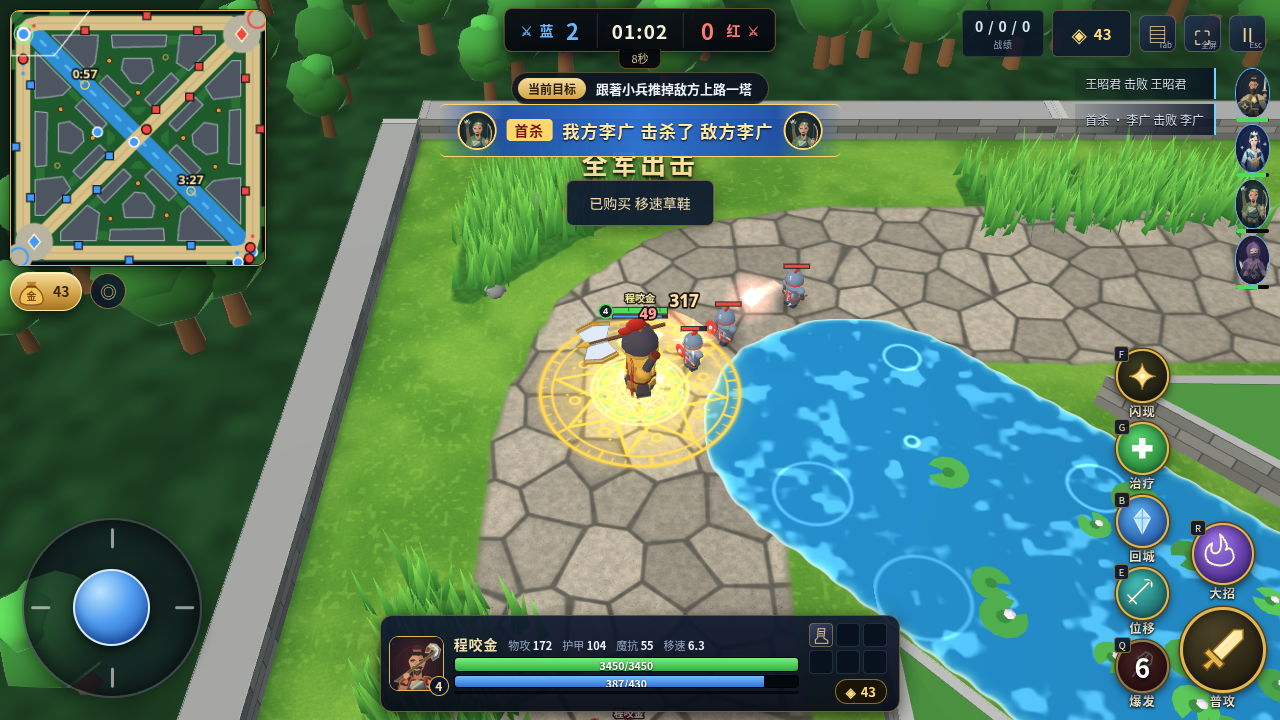 ⚔ 蓝 2 01:02 0 红 ⚔
8秒
当前目标 跟著小兵推掉敌方上路一塔
首杀 我方李广 击杀了 敌方李广
全军出击
已购买 移速草鞋
0 / 0 / 0
战绩
43
Tab
全屏
Esc
王昭君 击败 王昭君
首杀 · 李广 击败 李广
0:57
3:27
金 43
程咬金
317
4
49
F
闪现
G
治疗
B
回城
E
位移
R
大招
Q
6
爆发
普攻
程咬金 物攻 172 护甲 104 魔抗 55 移速 6.3
3450/3450
387/430
4
43
程咬金